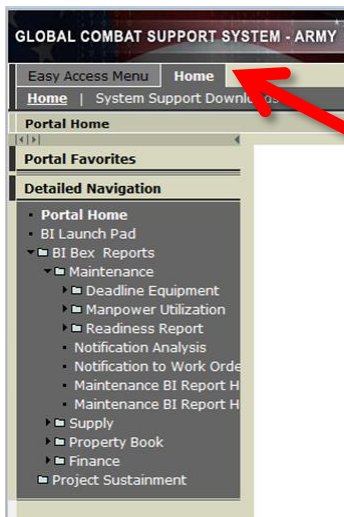 GLOBAL COMBAT SUPPORT SYSTEM - ARMY
Easy Access Menu Home
Home | System Support Downloads
Portal Home
Portal Favorites
Detailed Navigation
Portal Home
BI Launch Pad
BI Bex Reports
Maintenance
Deadline Equipment
Manpower Utilization
Readiness Report
Notification Analysis
Notification to Work Orde
Maintenance BI Report H
Maintenance BI Report H
Supply
Property Book
Finance
Project Sustainment